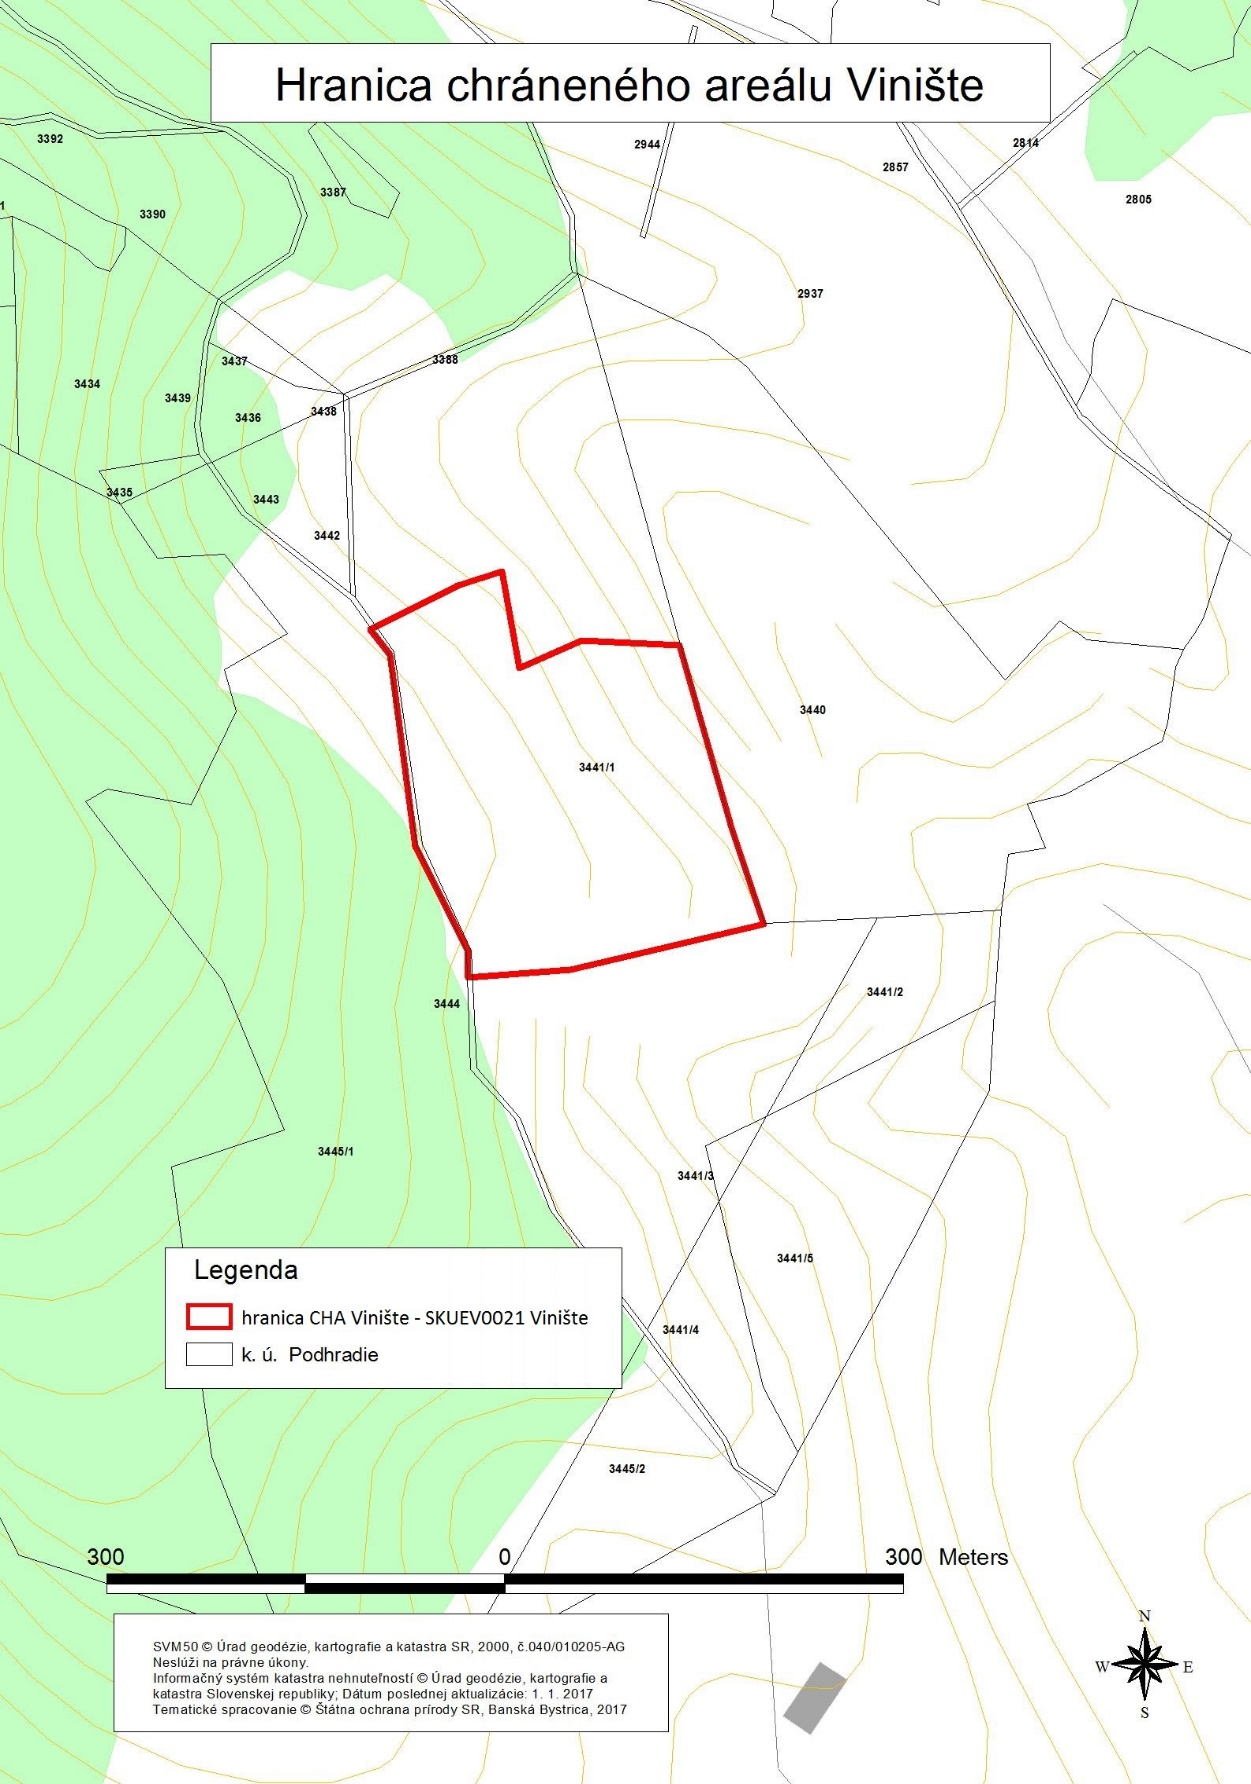 Hranica chráneného areálu Vinište
3392
2944
2814
2857
3387
2805
1
3390
2937
3437
3388
3434
3439
3438
3436
3435
3443
3442
3440
3441/1
3441/2
3444
3445/1
3441/3
3441/5
Legenda
hranica CHA Vinište - SKUEV0021 Vinište
3441/4
k. ú. Podhradie
3445/2
300 0 300 Meters
SVM50 © Úrad geodézie, kartografie a katastra SR, 2000, č.040/010205-AG
Neslúži na právne úkony.
Informačný systém katastra nehnuteľností © Úrad geodézie, kartografie a
katastra Slovenskej republiky; Dátum poslednej aktualizácie: 1. 1. 2017
Tematické spracovanie © Štátna ochrana prírody SR, Banská Bystrica, 2017
N
W E
S